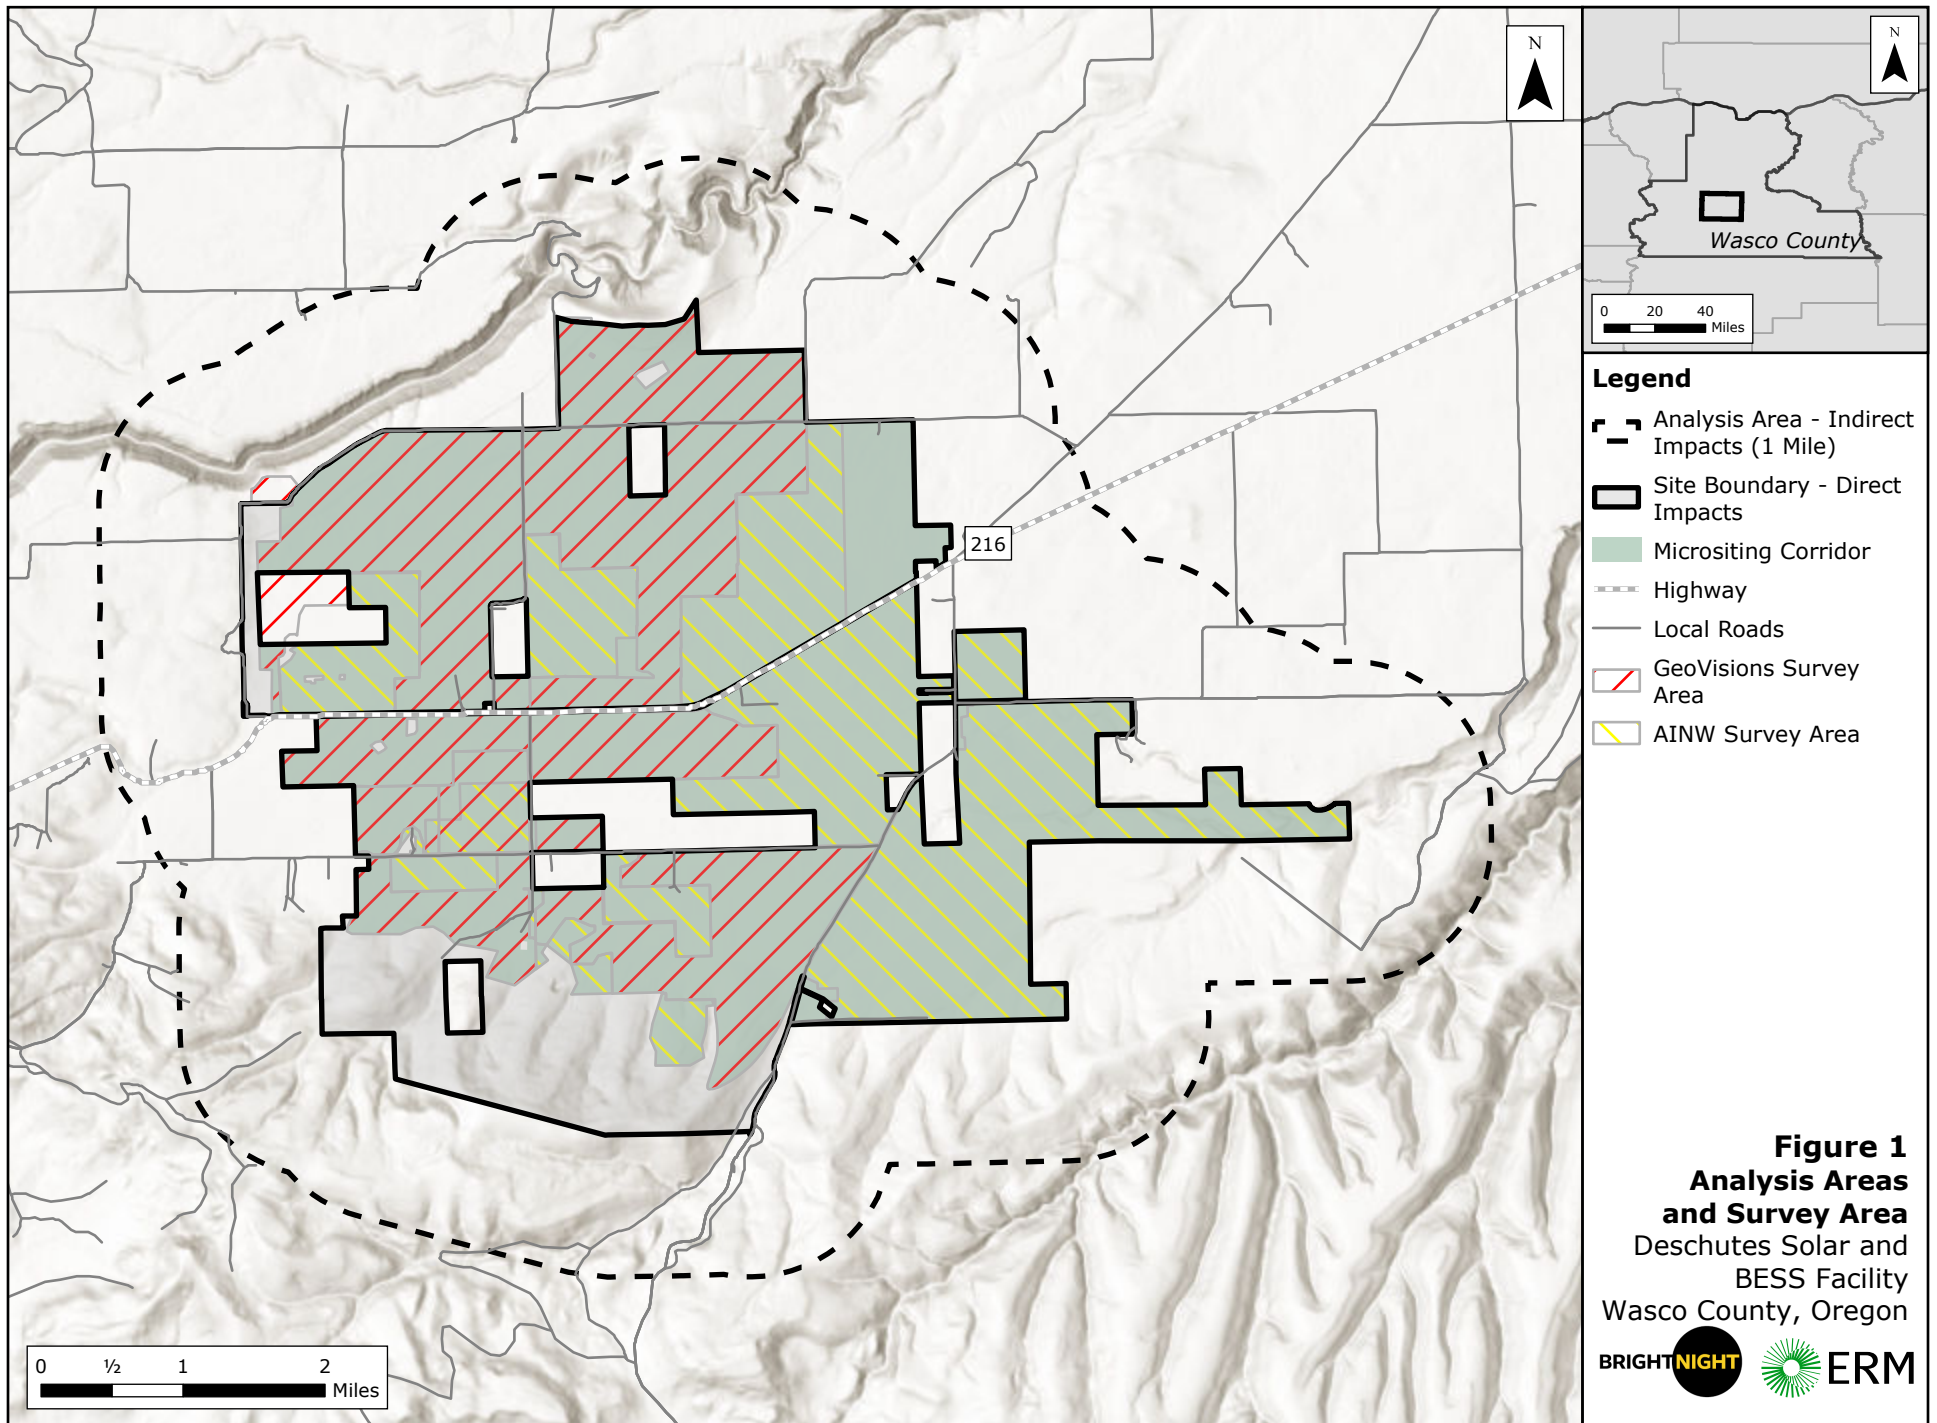 N
216
0 ½ 1 2
Miles
N
Wasco County
0 20 40
Miles
Legend
Analysis Area - Indirect
Impacts (1 Mile)
Site Boundary - Direct
Impacts
Micrositing Corridor
Highway
Local Roads
GeoVisions Survey
Area
AINW Survey Area
Figure 1
Analysis Areas
and Survey Area
Deschutes Solar and
BESS Facility
Wasco County, Oregon
BRIGHTNIGHT
ERM